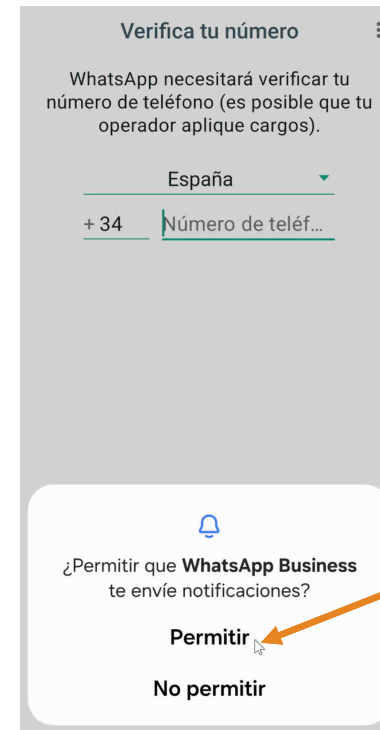 Verifica tu número
WhatsApp necesitará verificar tu
número de teléfono (es posible que tu
operador aplique cargos).
España
+ 34 Número de teléf...
¿Permitir que WhatsApp Business
te envíe notificaciones?
Permitir
No permitir